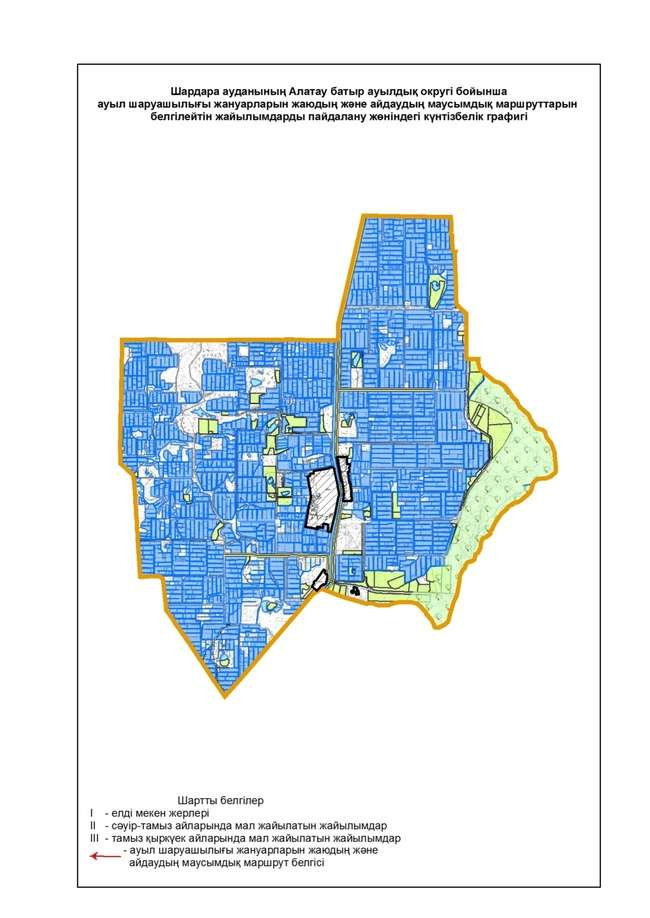 Шардара ауданының Алатау батыр ауылдық округі бойынша
ауыл шаруашылығы жануарларын жаюдың және айдаудың маусымдық маршруттарын
белгілейтін жайылымдарды пайдалану жөніндегі күнтізбелік графигі
Шартты белгілер
I - елді мекен жерлері
II - сәуір-тамыз айларында мал жайылатын жайылымдар
III - тамыз қыркүек айларында мал жайылатын жайылымдар
- ауыл шаруашылығы жануарларын жаюдың және
айдаудың маусымдық маршрут белгісі